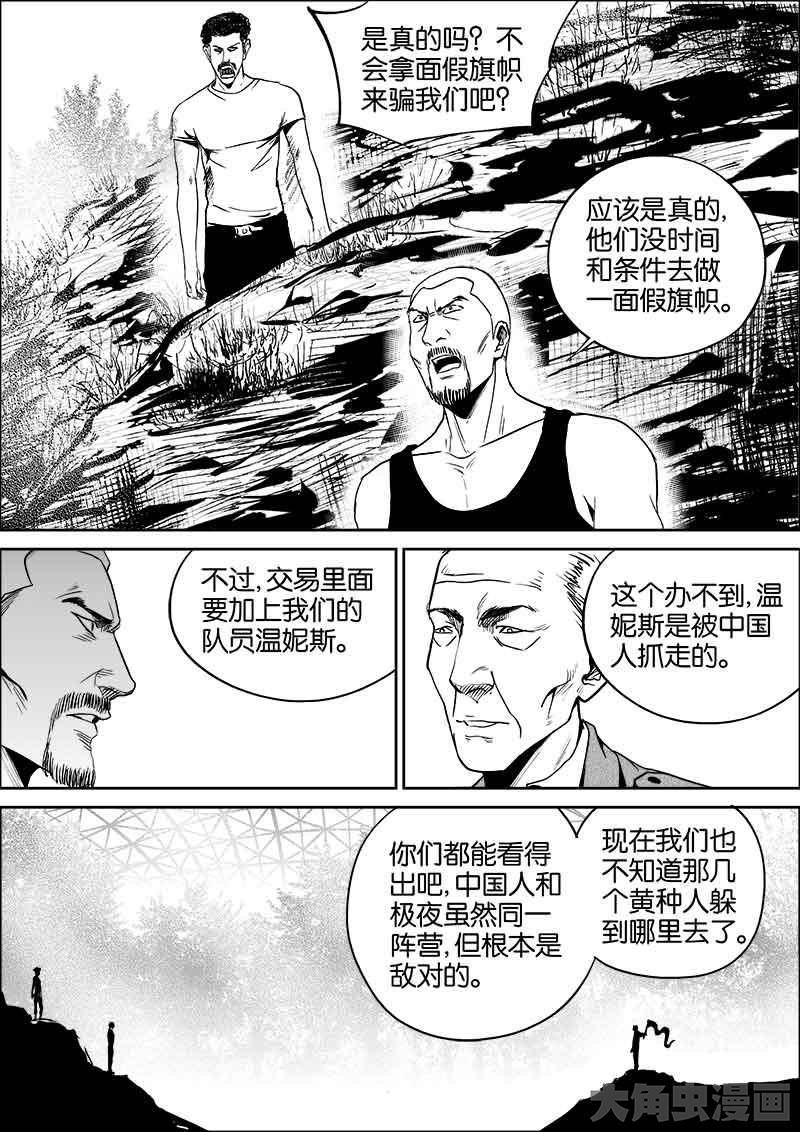 是真的吗？不
会拿面假旗帜
来骗我们吧？
应该是真的，
他们没时间
和条件去做
一面假旗帜。
不过，交易里面
要加上我们的
队员温妮斯。
这个办不到，温
妮斯是被中国
人抓走的。
你们都能看得
出吧，中国人和
极夜虽然同一
阵营，但根本是
敌对的。
现在我们也
不知道那几
个黄种人躲
到哪里去了。
大角虫漫画